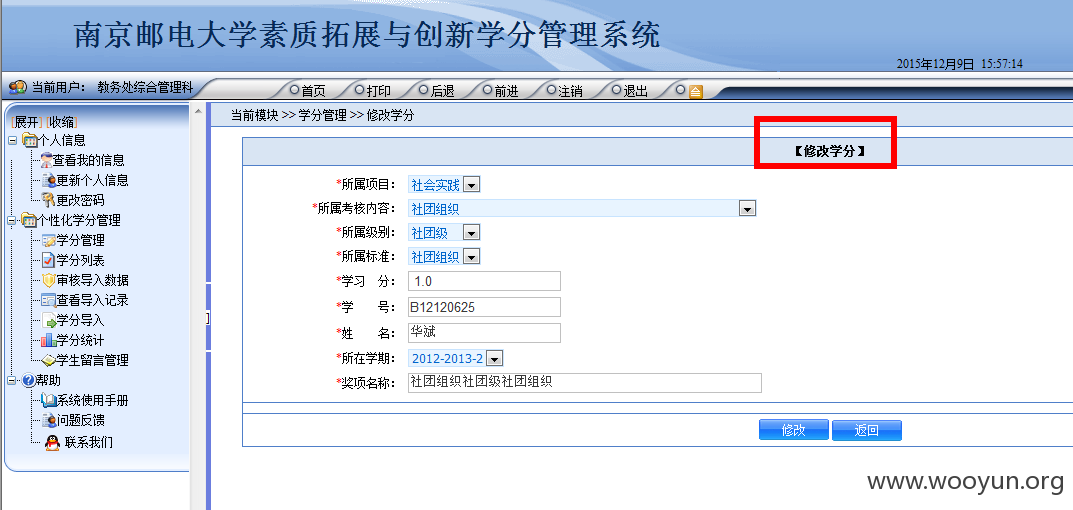 南京邮电大学素质拓展与创新学分管理系统
2015年12月9日 15:57:14
当前用户： 教务处综合管理科
首页 打印 后退 前进 注销 退出
[展开] [收缩]
个人信息
查看我的信息
更新个人信息
更改密码
个性化学分管理
学分管理
学分列表
审核导入数据
查看导入记录
学分导入
学分统计
学生留言管理
帮助
系统使用手册
问题反馈
联系我们
当前模块 >> 学分管理 >> 修改学分
【修改学分】
*所属项目： 社会实践
*所属考核内容： 社团组织
*所属级别： 社团级
*所属标准： 社团组织
*学习 分： 1.0
*学 号： B12120625
*姓 名： 华斌
*所在学期： 2012-2013-2
*奖项名称： 社团组织社团级社团组织
修改 返回
www.wooyun.org